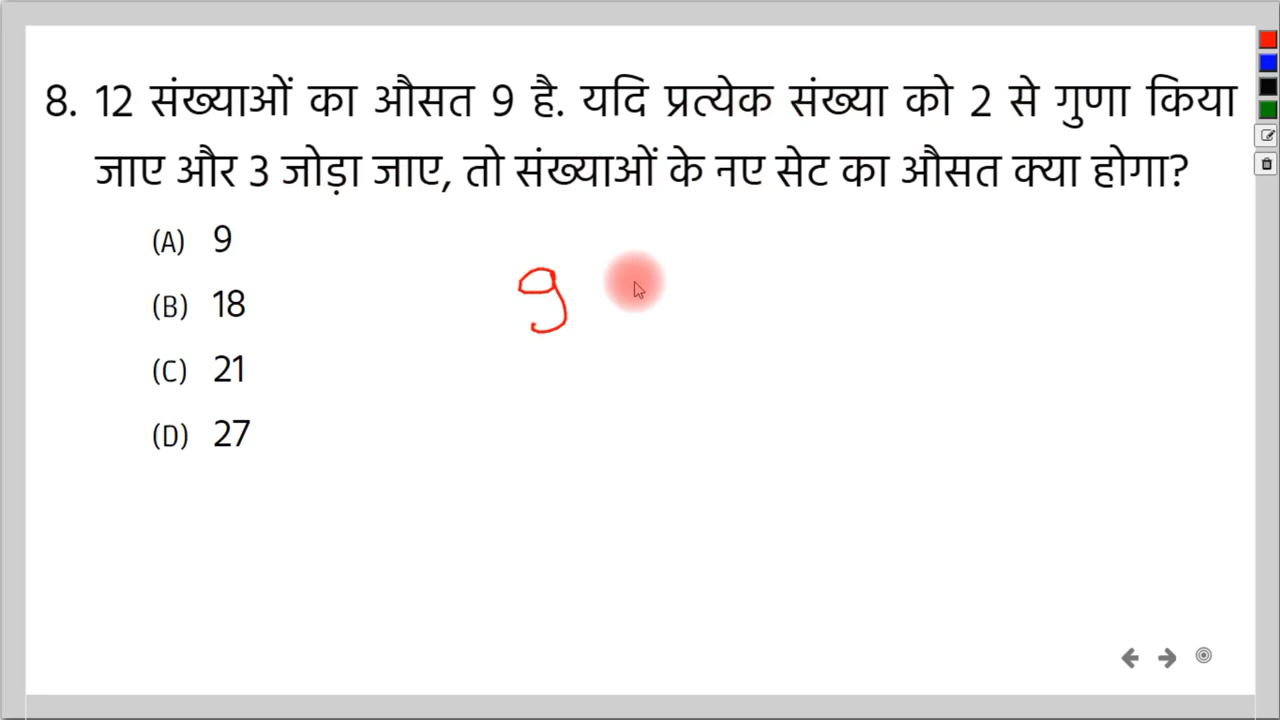 8. 12 संख्याओं का औसत 9 है. यदि प्रत्येक संख्या को 2 से गुणा किया
जाए और 3 जोड़ा जाए, तो संख्याओं के नए सेट का औसत क्या होगा?
(A) 9
(B) 18
(C) 21
(D) 27
9